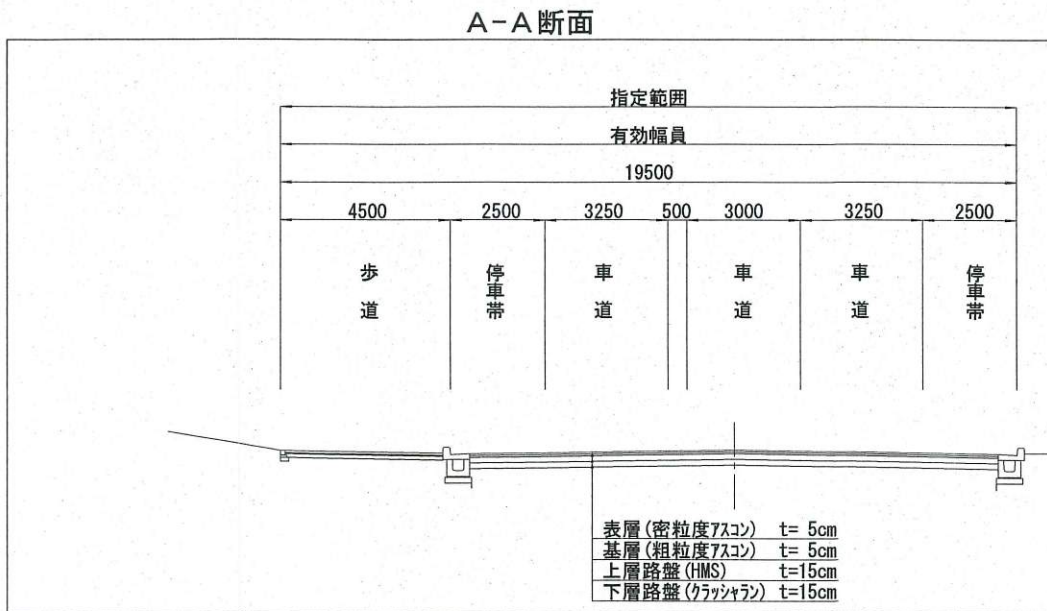 A-A断面
指定範囲
有効幅員
19500
4500 2500 3250 500 3000 3250 2500
歩道 停車帯 車道 車道 車道 停車帯
表層(密粒度ｱｽｺﾝ) t= 5cm
基層(粗粒度ｱｽｺﾝ) t= 5cm
上層路盤(HMS) t=15cm
下層路盤(ｸﾗｯｼｬﾗﾝ) t=15cm